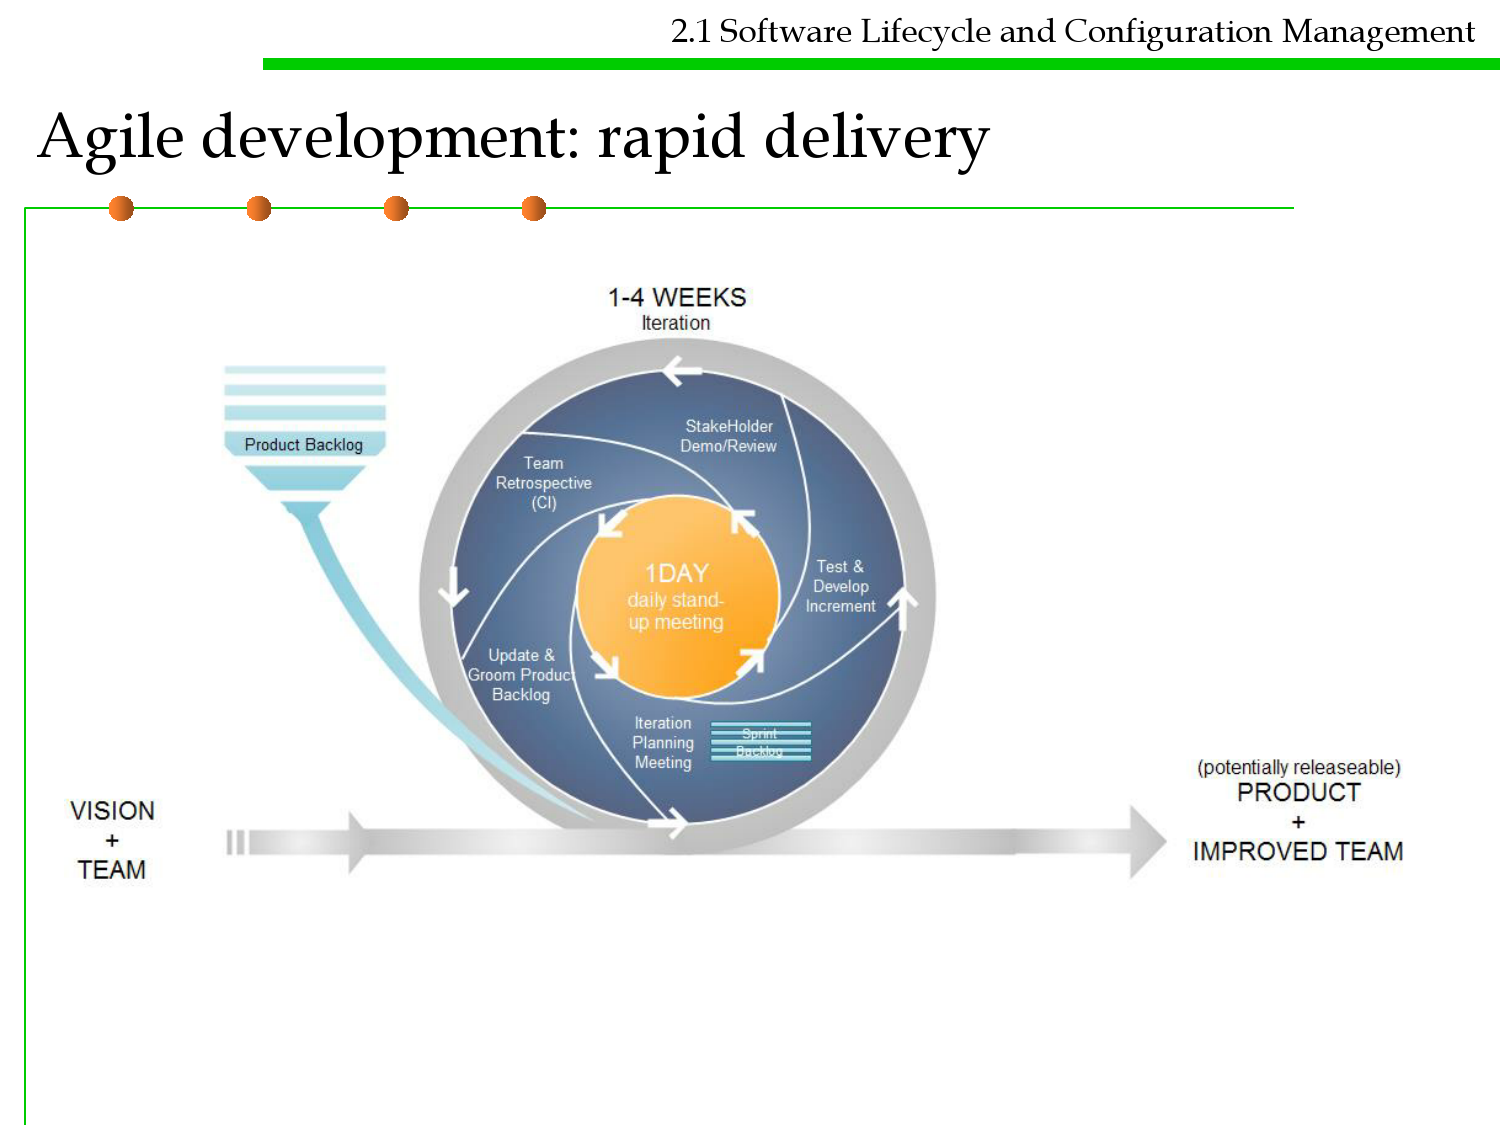 2.1 Software Lifecycle and Configuration Management
Agile development: rapid delivery
1-4 WEEKS
Iteration
Product Backlog
StakeHolder
Demo/Review
Team
Retrospective
(CI)
1DAY
daily stand-
up meeting
Test &
Develop
Increment
Update &
Groom Product
Backlog
Iteration
Planning
Meeting
Sprint
Backlog
VISION
+
TEAM
(potentially releaseable)
PRODUCT
+
IMPROVED TEAM